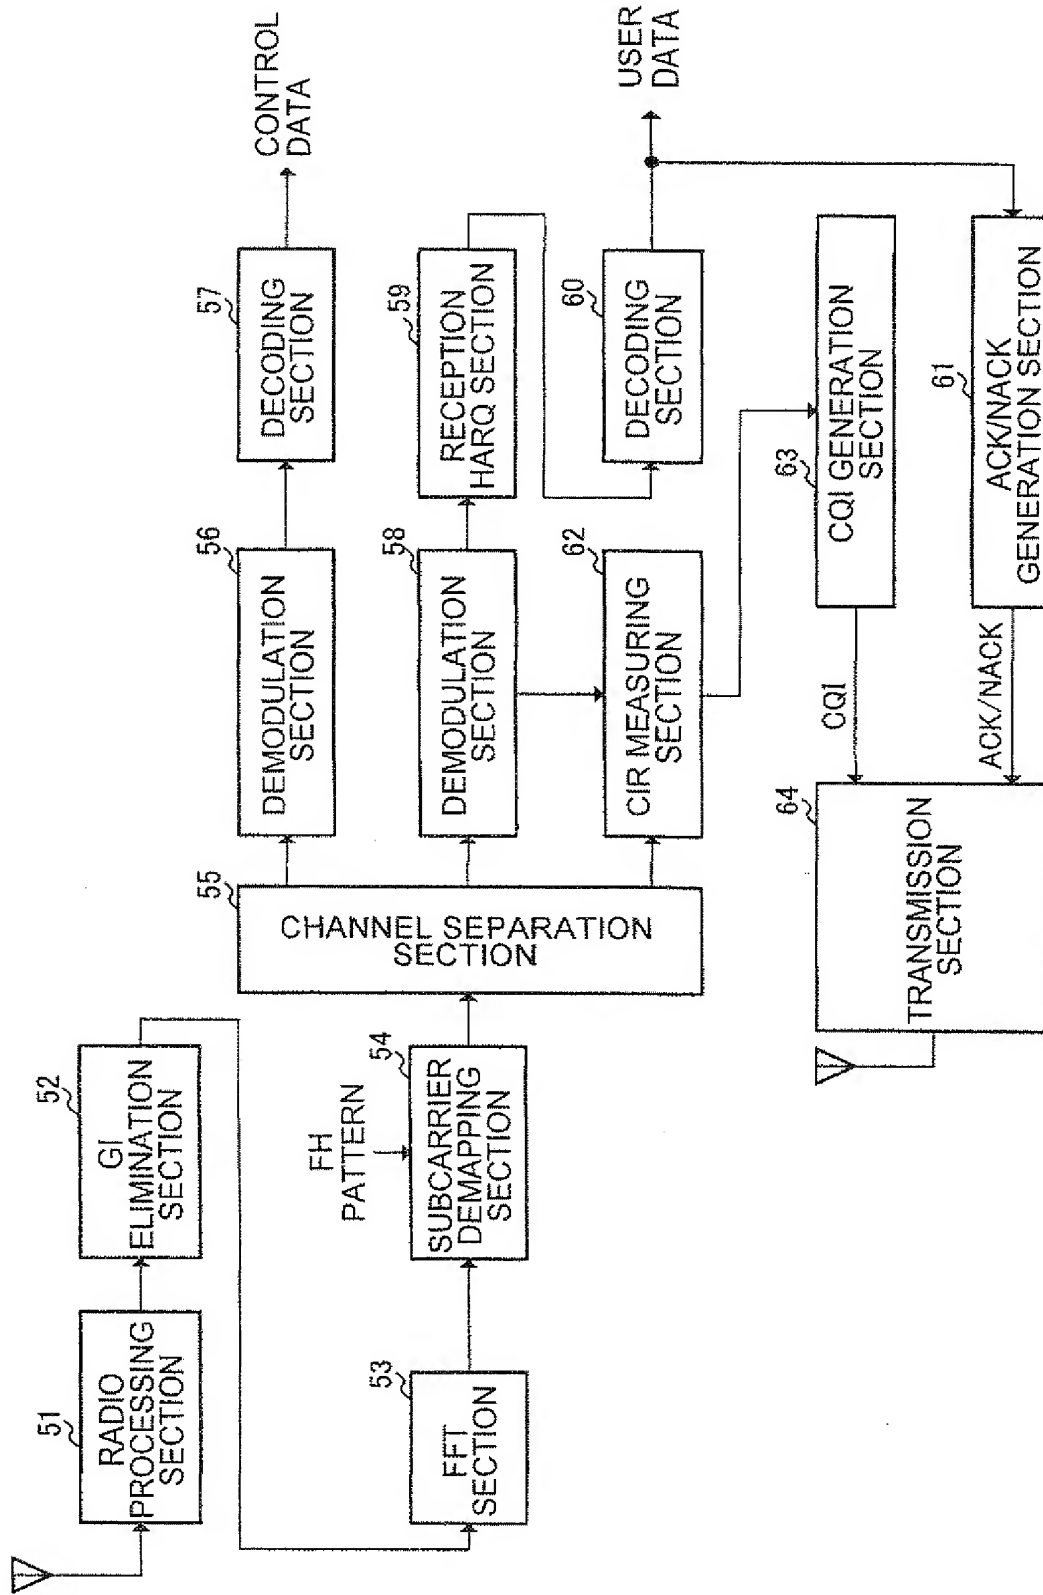 51
RADIO
PROCESSING
SECTION
52
GI
ELIMINATION
SECTION
53
FFT
SECTION
FH
PATTERN
54
SUBCARRIER
DEMAPPING
SECTION
55
CHANNEL SEPARATION
SECTION
56
DEMODULATION
SECTION
57
DECODING
SECTION
CONTROL
DATA
58
DEMODULATION
SECTION
59
RECEPTION
HARQ SECTION
60
DECODING
SECTION
USER
DATA
62
CIR MEASURING
SECTION
63
CQI GENERATION
SECTION
61
ACK/NACK
GENERATION SECTION
CQI
ACK/NACK
64
TRANSMISSION
SECTION